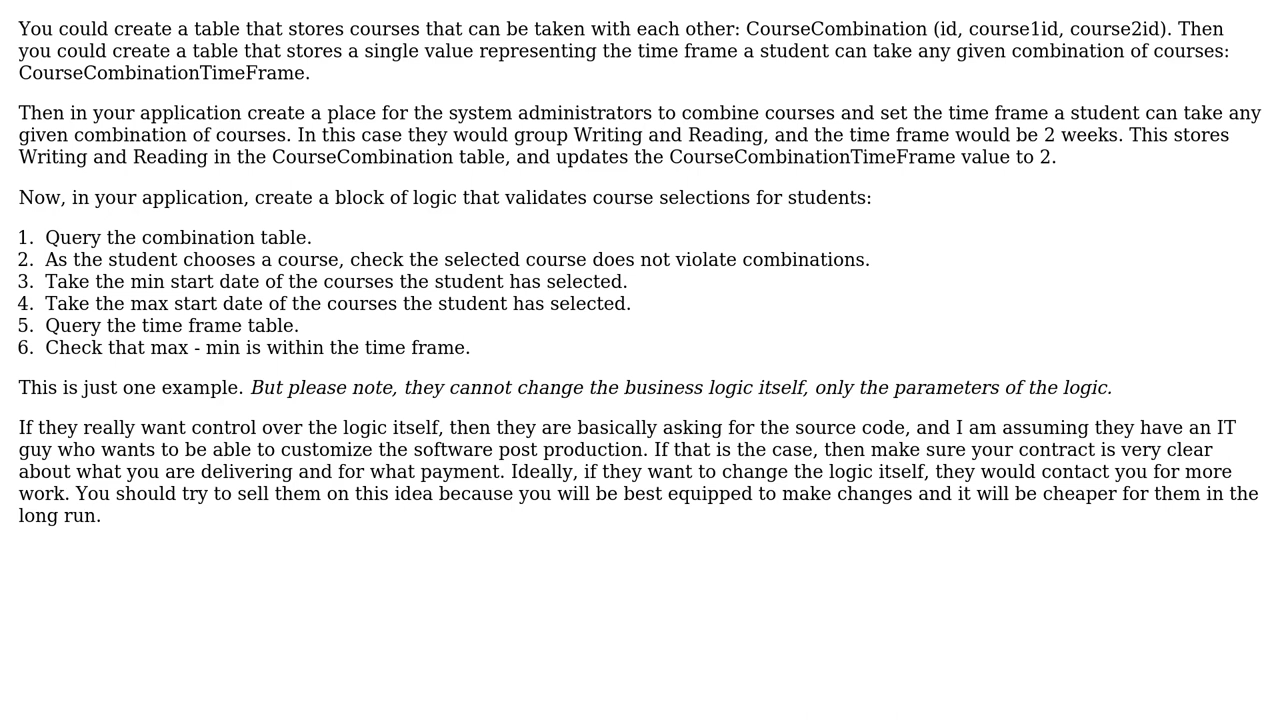 You could create a table that stores courses that can be taken with each other: CourseCombination (id, course1id, course2id). Then
you could create a table that stores a single value representing the time frame a student can take any given combination of courses:
CourseCombinationTimeFrame.
Then in your application create a place for the system administrators to combine courses and set the time frame a student can take any
given combination of courses. In this case they would group Writing and Reading, and the time frame would be 2 weeks. This stores
Writing and Reading in the CourseCombination table, and updates the CourseCombinationTimeFrame value to 2.
Now, in your application, create a block of logic that validates course selections for students:
1. Query the combination table.
2. As the student chooses a course, check the selected course does not violate combinations.
3. Take the min start date of the courses the student has selected.
4. Take the max start date of the courses the student has selected.
5. Query the time frame table.
6. Check that max - min is within the time frame.
This is just one example. But please note, they cannot change the business logic itself, only the parameters of the logic.
If they really want control over the logic itself, then they are basically asking for the source code, and I am assuming they have an IT
guy who wants to be able to customize the software post production. If that is the case, then make sure your contract is very clear
about what you are delivering and for what payment. Ideally, if they want to change the logic itself, they would contact you for more
work. You should try to sell them on this idea because you will be best equipped to make changes and it will be cheaper for them in the
long run.